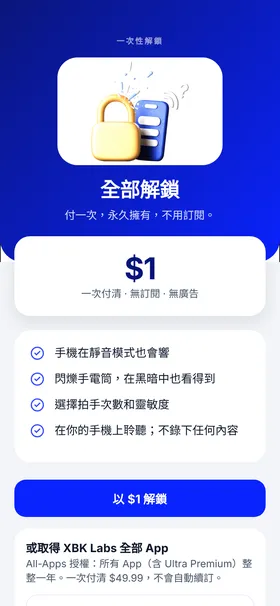 一次性解鎖
全部解鎖
付一次，永久擁有，不用訂閱。
$1
一次付清 · 無訂閱 · 無廣告
手機在靜音模式也會響
閃爍手電筒，在黑暗中也看得到
選擇拍手次數和靈敏度
在你的手機上聆聽；不錄下任何內容
以 $1 解鎖
或取得 XBK Labs 全部 App
All-Apps 授權：所有 App（含 Ultra Premium）整
整一年。一次付清 $49.99，不會自動續訂。